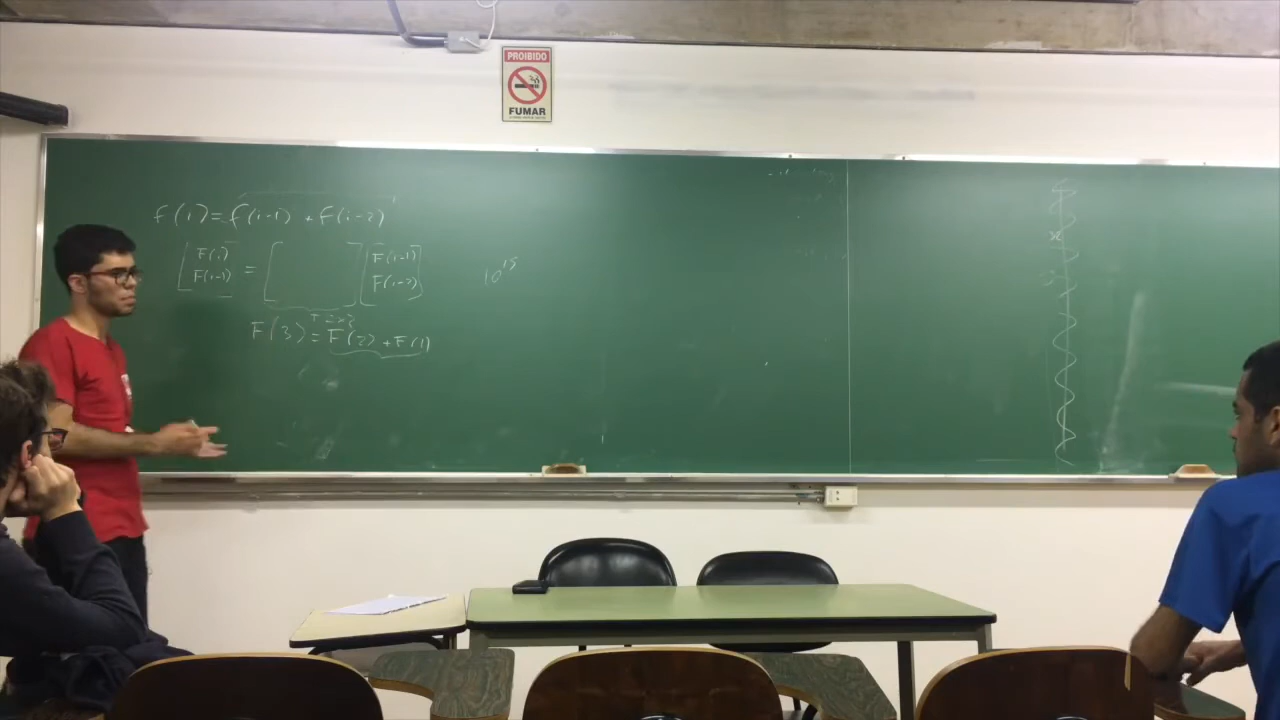 PROIBIDO
FUMAR
f(i)=f(i-1) + f(i-2)
F(i)
F(i-1)
=
F(i-1)
F(i-2)
10^15
F(3) = F(2) + F(1)